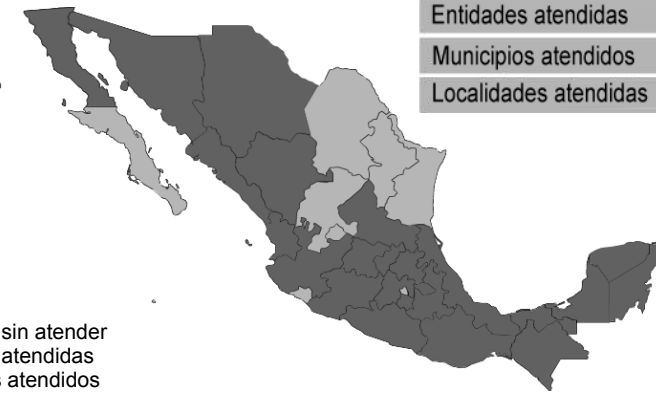 Entidades atendidas
Municipios atendidos
Localidades atendidas
sin atender
atendidas
atendidos